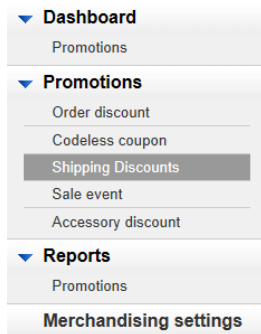 Dashboard
Promotions
Promotions
Order discount
Codeless coupon
Shipping Discounts
Sale event
Accessory discount
Reports
Promotions
Merchandising settings